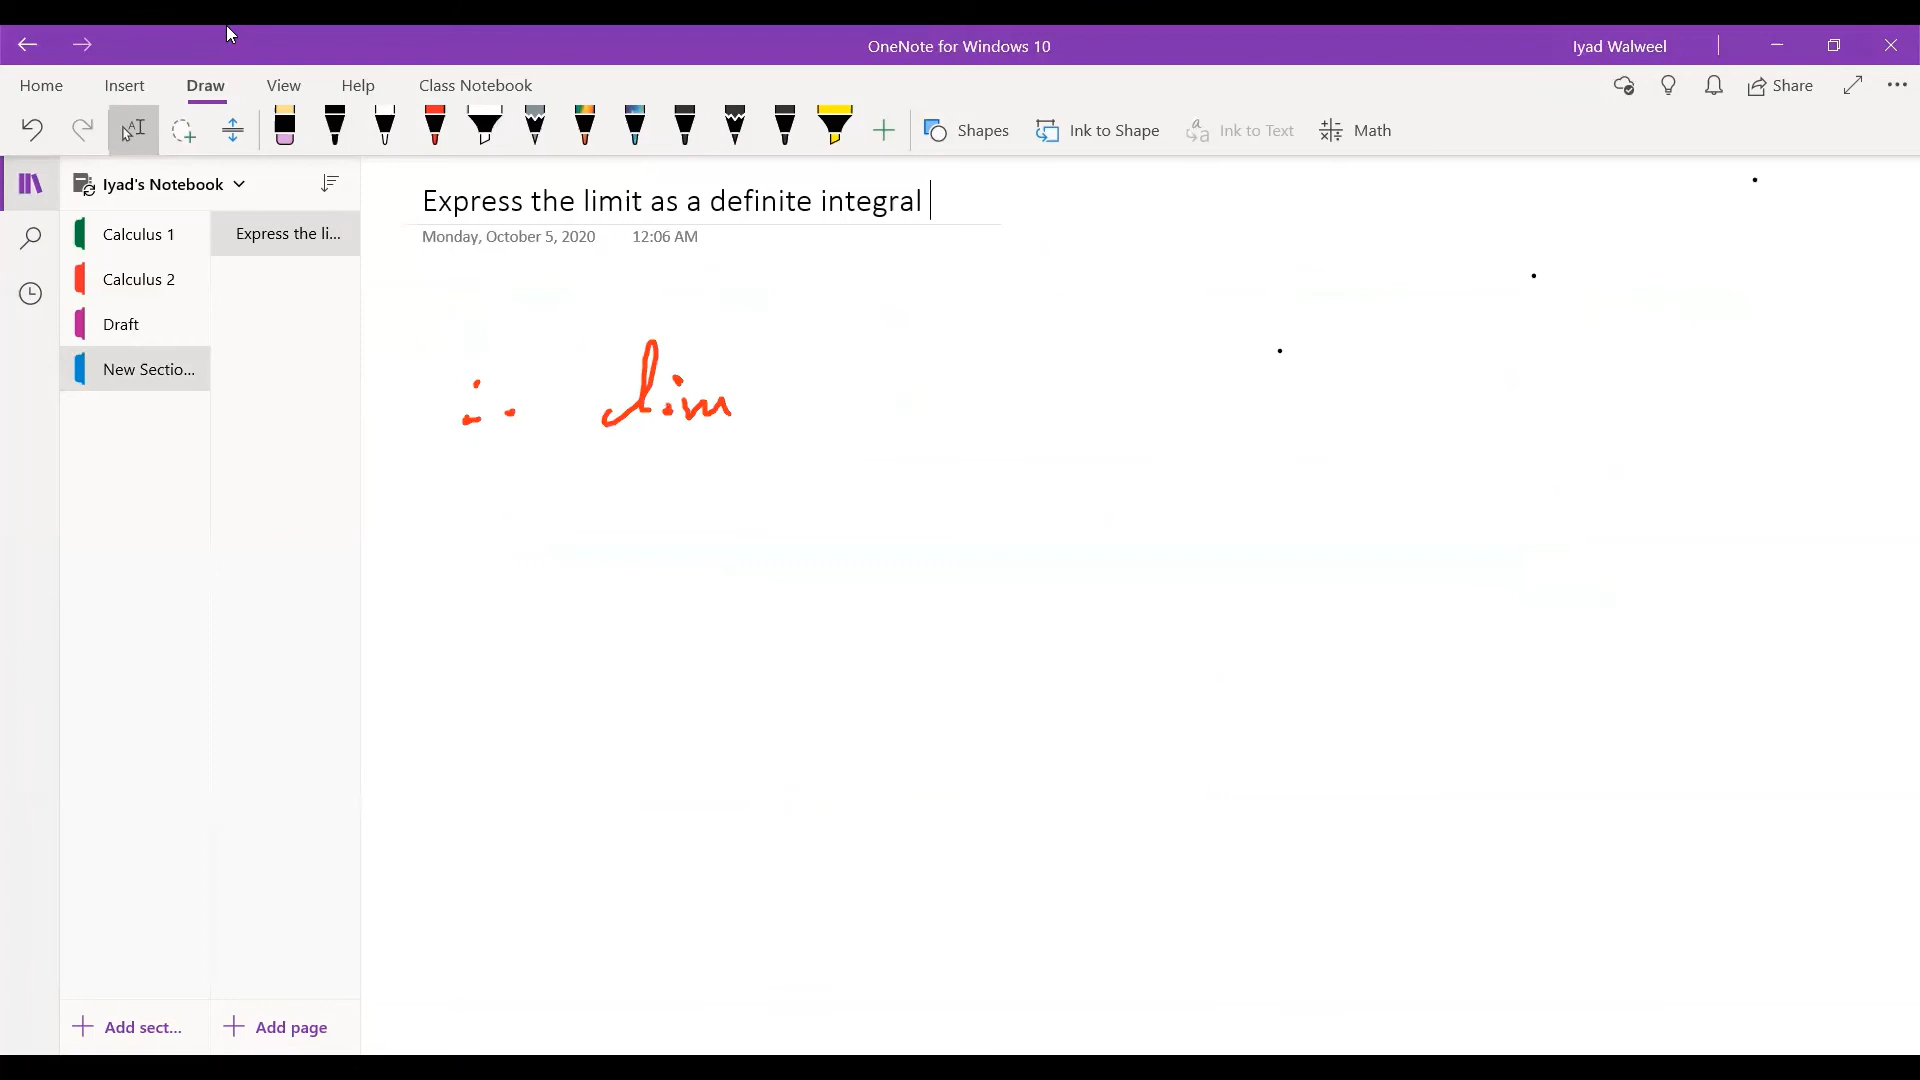 OneNote for Windows 10
Iyad Walweel
Home Insert Draw View Help Class Notebook
Share
Shapes Ink to Shape Ink to Text Math
Iyad's Notebook
Calculus 1
Calculus 2
Draft
New Sectio...
Express the li...
Express the limit as a definite integral
Monday, October 5, 2020 12:06 AM
∴ lim
Add sect...
Add page